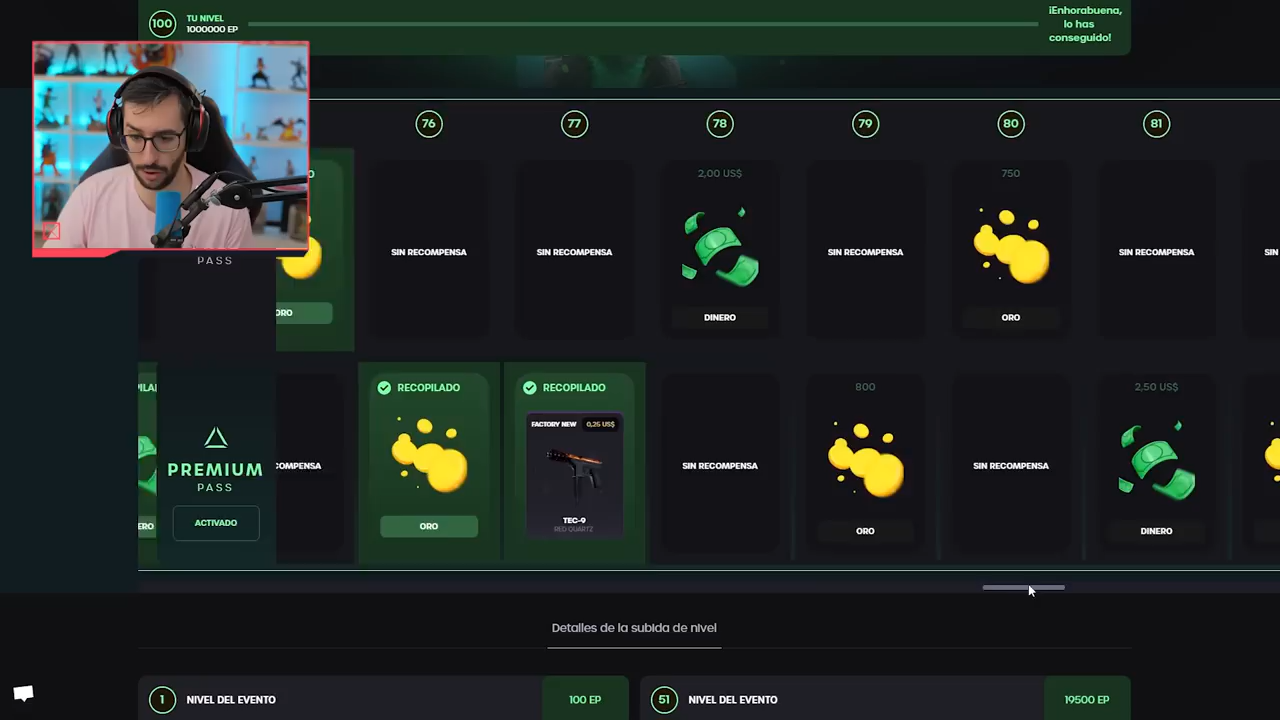 100
TU NIVEL
1000000 EP
¡Enhorabuena,
lo has
conseguido!
76
77
78
79
80
81
SIN RECOMPENSA
SIN RECOMPENSA
2,00 US$
DINERO
SIN RECOMPENSA
750
ORO
SIN RECOMPENSA
PASS
PREMIUM
PASS
ACTIVADO
RECOPILADO
ORO
RECOPILADO
FACTORY NEW
0,25 US$
TEC-9
RED QUARTZ
SIN RECOMPENSA
800
ORO
SIN RECOMPENSA
2,50 US$
DINERO
Detalles de la subida de nivel
1
NIVEL DEL EVENTO
100 EP
51
NIVEL DEL EVENTO
19500 EP